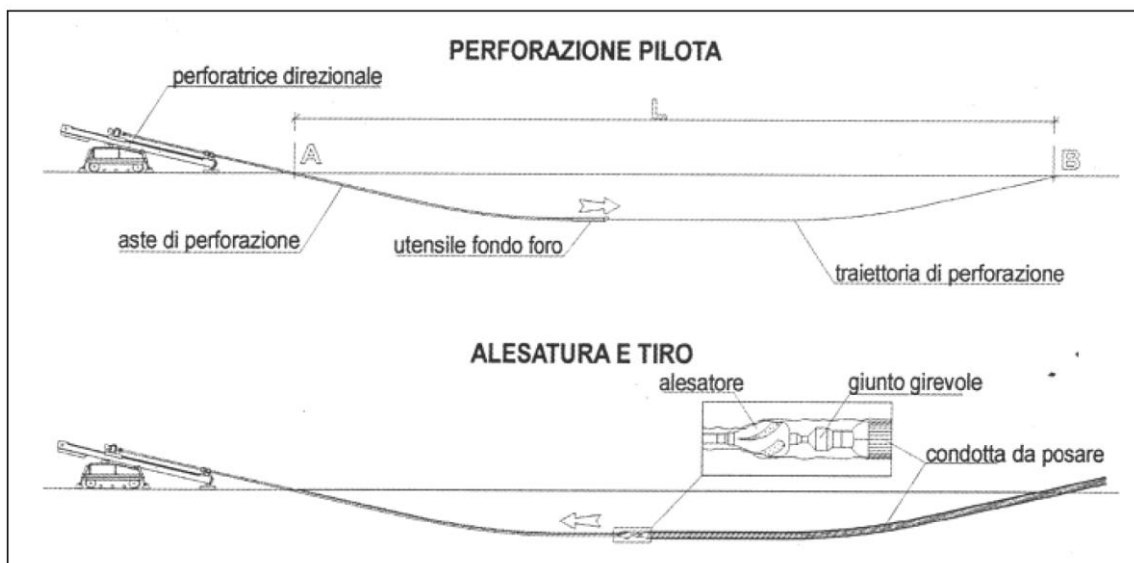 PERFORAZIONE PILOTA
perforatrice direzionale
L
A
B
aste di perforazione
utensile fondo foro
traiettoria di perforazione
ALESATURA E TIRO
alesatore
giunto girevole
condotta da posare